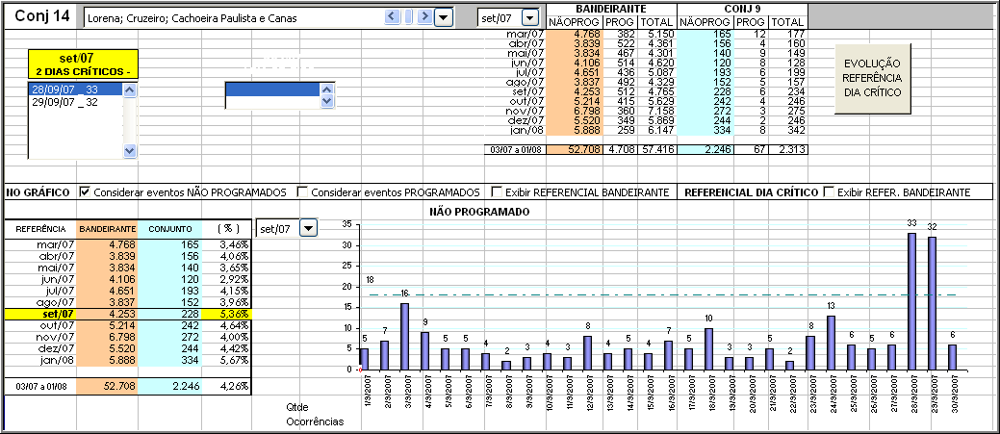 Conj 14
Lorena; Cruzeiro; Cachoeira Paulista e Canas
set/07
BANDEIRANTE CONJ 9
NÃOPROG PROG TOTAL NÃOPROG PROG TOTAL
mar/07 4.768 382 5.150 165 12 177
abr/07 3.839 522 4.361 156 4 160
mai/07 3.834 467 4.301 140 9 149
jun/07 4.106 514 4.620 120 8 128
jul/07 4.651 436 5.087 193 6 199
ago/07 3.837 492 4.329 152 5 157
set/07 4.253 512 4.765 228 6 234
out/07 5.214 415 5.629 242 4 246
nov/07 6.798 360 7.158 272 3 275
dez/07 5.520 349 5.869 244 2 246
jan/08 5.888 259 6.147 334 8 342
03/07 a 01/08 52.708 4.708 57.416 2.246 67 2.313
set/07
2 DIAS CRÍTICOS -
28/09/07 _ 33
29/09/07 _ 32
EVOLUÇÃO
REFERÊNCIA
DIA CRÍTICO
NO GRÁFICO
Considerar eventos NÃO PROGRAMADOS
Considerar eventos PROGRAMADOS
Exibir REFERENCIAL BANDEIRANTE
REFERENCIAL DIA CRÍTICO
Exibir REFER. BANDEIRANTE
REFERÊNCIA BANDEIRANTE CONJUNTO ( % )
mar/07 4.768 165 3,46%
abr/07 3.839 156 4,06%
mai/07 3.834 140 3,65%
jun/07 4.106 120 2,92%
jul/07 4.651 193 4,15%
ago/07 3.837 152 3,96%
set/07 4.253 228 5,36%
out/07 5.214 242 4,64%
nov/07 6.798 272 4,00%
dez/07 5.520 244 4,42%
jan/08 5.888 334 5,67%
03/07 a 01/08 52.708 2.246 4,26%
set/07
NÃO PROGRAMADO
35
30
25
20
15
10
5
0
18
5 7 16 9 5 5 4 2 3 4 3 8 4 5 4 7 5 10 3 3 5 2 8 13 6 5 6 33 32 6
1/9/2007 2/9/2007 3/9/2007 4/9/2007 5/9/2007 6/9/2007 7/9/2007 8/9/2007 9/9/2007 10/9/2007 11/9/2007 12/9/2007 13/9/2007 14/9/2007 15/9/2007 16/9/2007 17/9/2007 18/9/2007 19/9/2007 20/9/2007 21/9/2007 22/9/2007 23/9/2007 24/9/2007 25/9/2007 26/9/2007 27/9/2007 28/9/2007 29/9/2007 30/9/2007
Qtde
Ocorrências